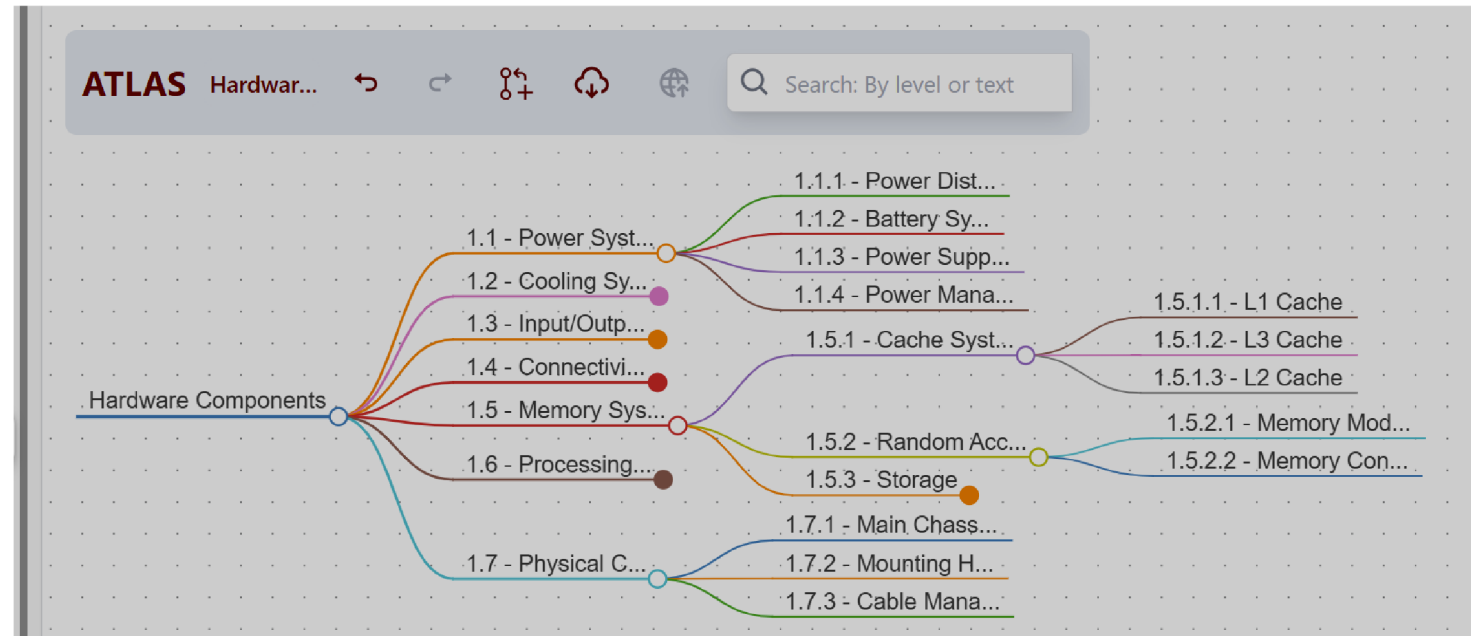 ATLAS Hardwar... Search: By level or text
Hardware Components
1.1 - Power Syst...
1.1.1 - Power Dist...
1.1.2 - Battery Sy...
1.1.3 - Power Supp...
1.1.4 - Power Mana...
1.2 - Cooling Sy...
1.3 - Input/Outp...
1.4 - Connectivi...
1.5 - Memory Sys...
1.5.1 - Cache Syst...
1.5.1.1 - L1 Cache
1.5.1.2 - L3 Cache
1.5.1.3 - L2 Cache
1.5.2 - Random Acc...
1.5.2.1 - Memory Mod...
1.5.2.2 - Memory Con...
1.5.3 - Storage
1.6 - Processing...
1.7 - Physical C...
1.7.1 - Main Chass...
1.7.2 - Mounting H...
1.7.3 - Cable Mana...